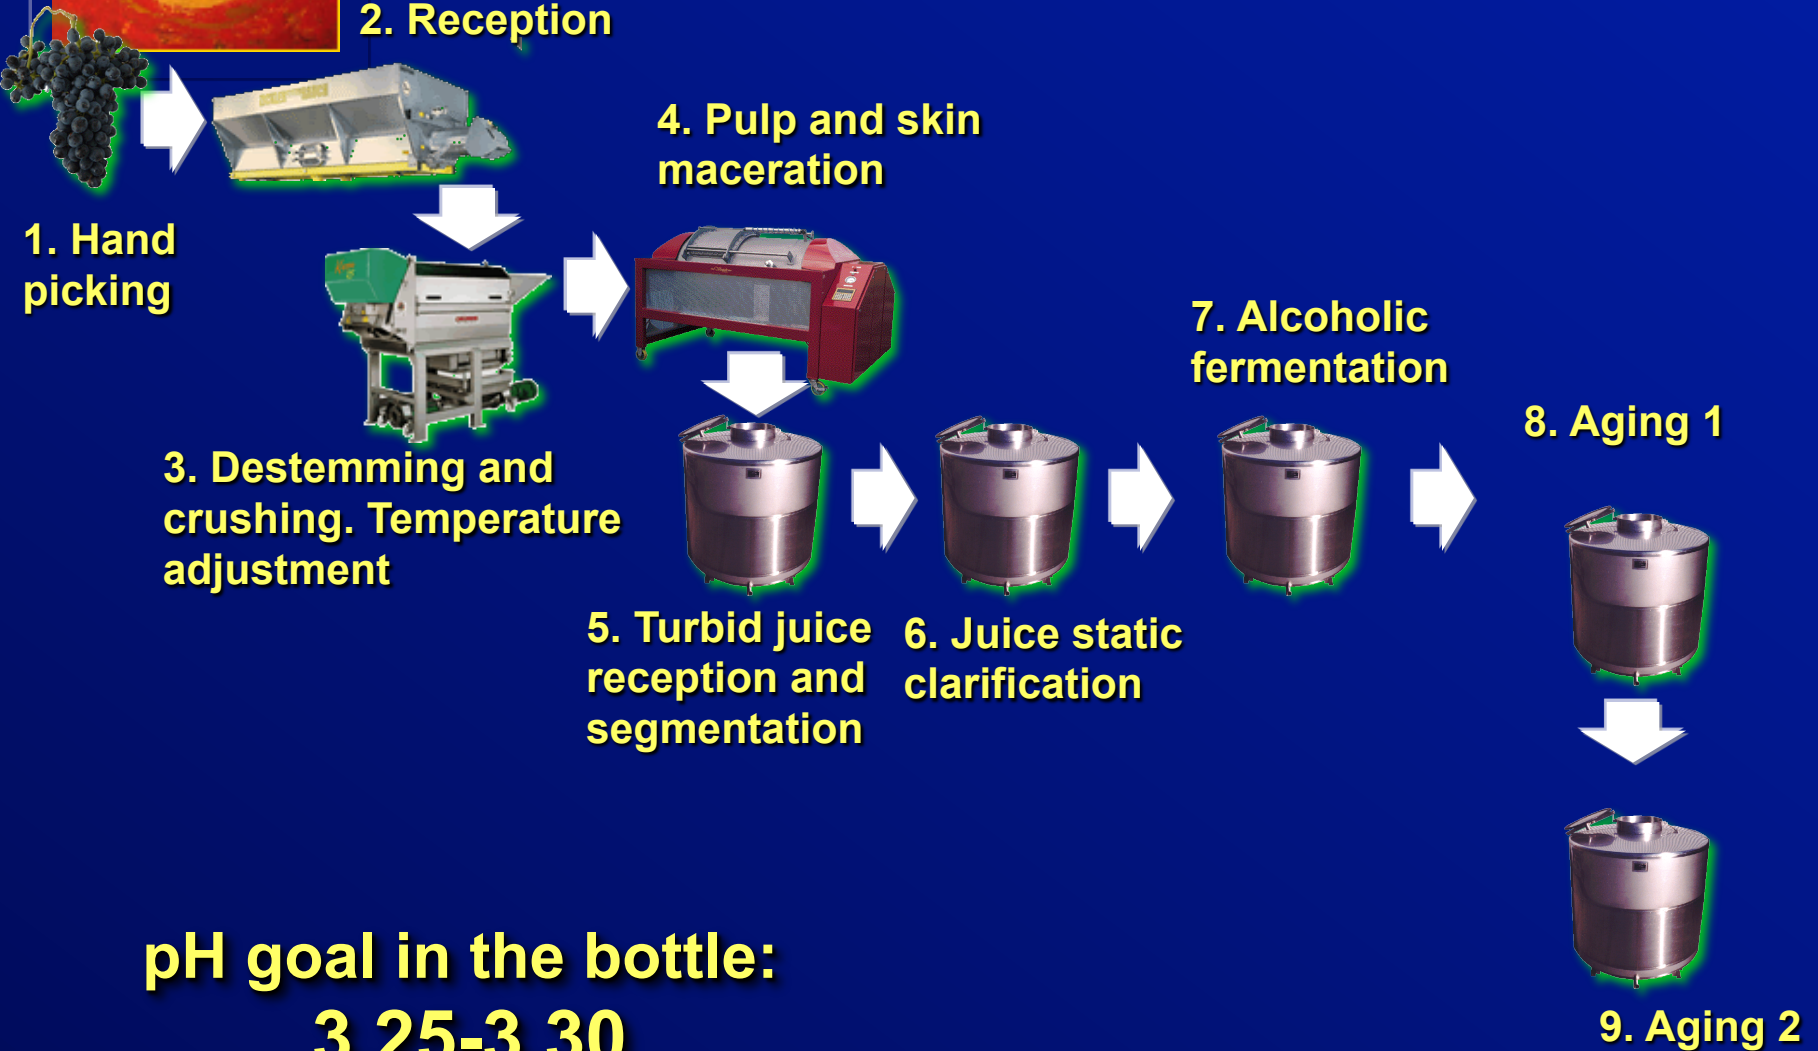 2. Reception
4. Pulp and skin
maceration
1. Hand
picking
7. Alcoholic
fermentation
8. Aging 1
3. Destemming and
crushing. Temperature
adjustment
5. Turbid juice
reception and
segmentation
6. Juice static
clarification
pH goal in the bottle:
3.25-3.30
9. Aging 2